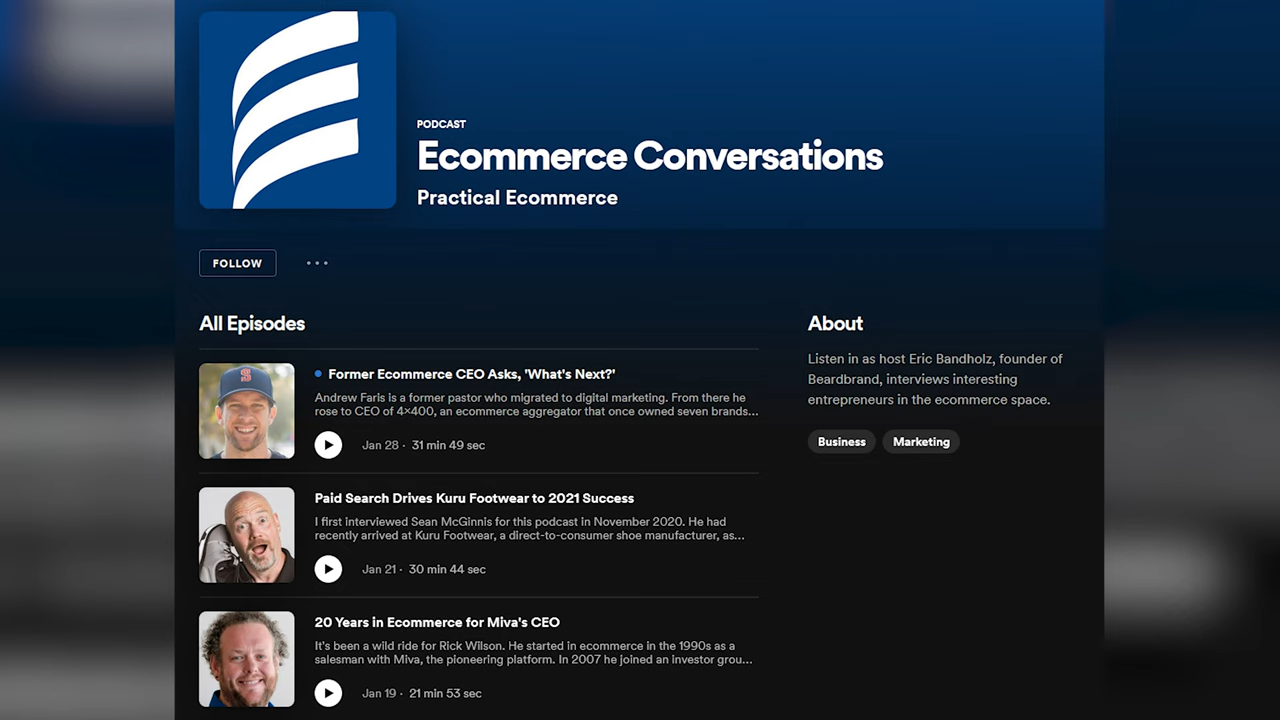 PODCAST
Ecommerce Conversations
Practical Ecommerce
FOLLOW
All Episodes
Former Ecommerce CEO Asks, 'What's Next?'
Andrew Faris is a former pastor who migrated to digital marketing. From there he
rose to CEO of 4×400, an ecommerce aggregator that once owned seven brands...
Jan 28 · 31 min 49 sec
Paid Search Drives Kuru Footwear to 2021 Success
I first interviewed Sean McGinnis for this podcast in November 2020. He had
recently arrived at Kuru Footwear, a direct-to-consumer shoe manufacturer, as...
Jan 21 · 30 min 44 sec
20 Years in Ecommerce for Miva's CEO
It's been a wild ride for Rick Wilson. He started in ecommerce in the 1990s as a
salesman with Miva, the pioneering platform. In 2007 he joined an investor grou...
Jan 19 · 21 min 53 sec
About
Listen in as host Eric Bandholz, founder of
Beardbrand, interviews interesting
entrepreneurs in the ecommerce space.
Business Marketing